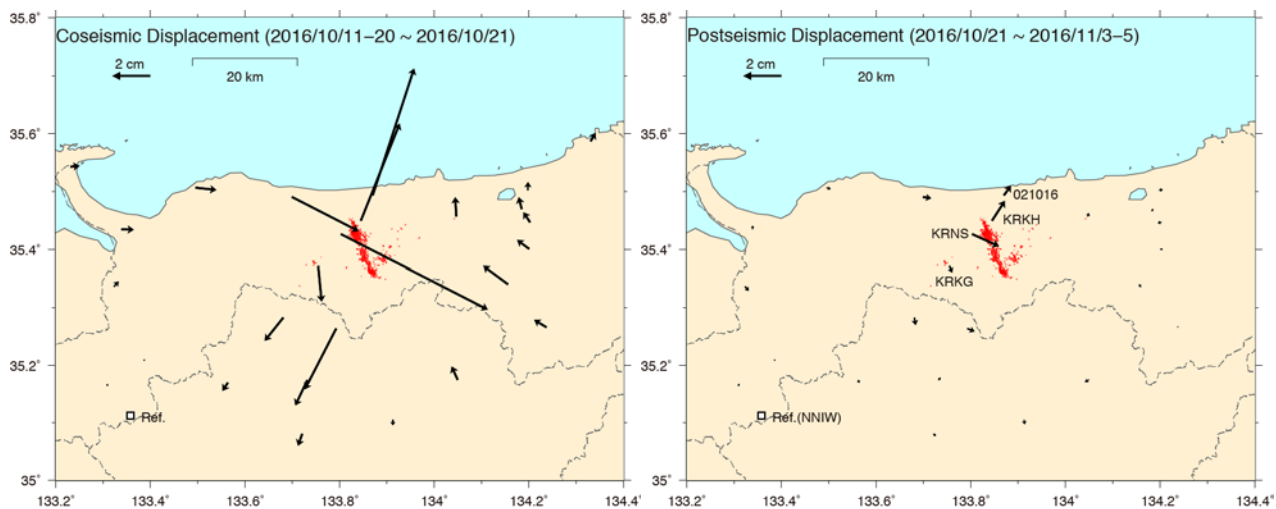 Coseismic Displacement (2016/10/11−20 ~ 2016/10/21)
2 cm
20 km
Ref.
35.8°
35.6°
35.4°
35.2°
35°
133.2°
133.4°
133.6°
133.8°
134°
134.2°
134.4°
Postseismic Displacement (2016/10/21 ~ 2016/11/3−5)
2 cm
20 km
021016
KRKH
KRNS
KRKG
Ref.(NNIW)
35.8°
35.6°
35.4°
35.2°
35°
133.2°
133.4°
133.6°
133.8°
134°
134.2°
134.4°